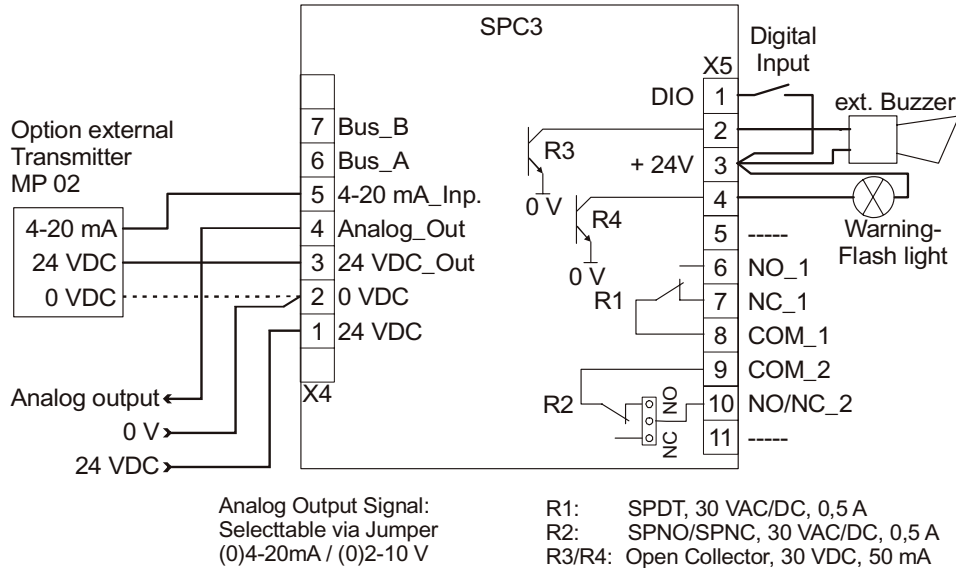 SPC3
Digital
Input
X5
DIO 1
ext. Buzzer
2
R3
+ 24V 3
0 V
R4
4
Warning-
Flash light
5 -----
0 V
6 NO_1
R1
7 NC_1
8 COM_1
9 COM_2
R2
NO
10 NO/NC_2
NC
11 -----
Option external
Transmitter
MP 02
7 Bus_B
6 Bus_A
5 4-20 mA_Inp.
4-20 mA
4 Analog_Out
24 VDC
3 24 VDC_Out
0 VDC
2 0 VDC
1 24 VDC
X4
Analog output
0 V
24 VDC
Analog Output Signal:
Selecttable via Jumper
(0)4-20mA / (0)2-10 V
R1: SPDT, 30 VAC/DC, 0,5 A
R2: SPNO/SPNC, 30 VAC/DC, 0,5 A
R3/R4: Open Collector, 30 VDC, 50 mA